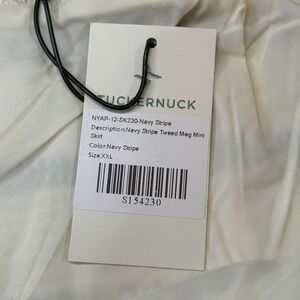 TUCKERNUCK
NYAP-12-SK230-Navy Stripe
Description:Navy Stripe Tweed Meg Mini
Skirt
Color:Navy Stripe
Size:XXL
S154230